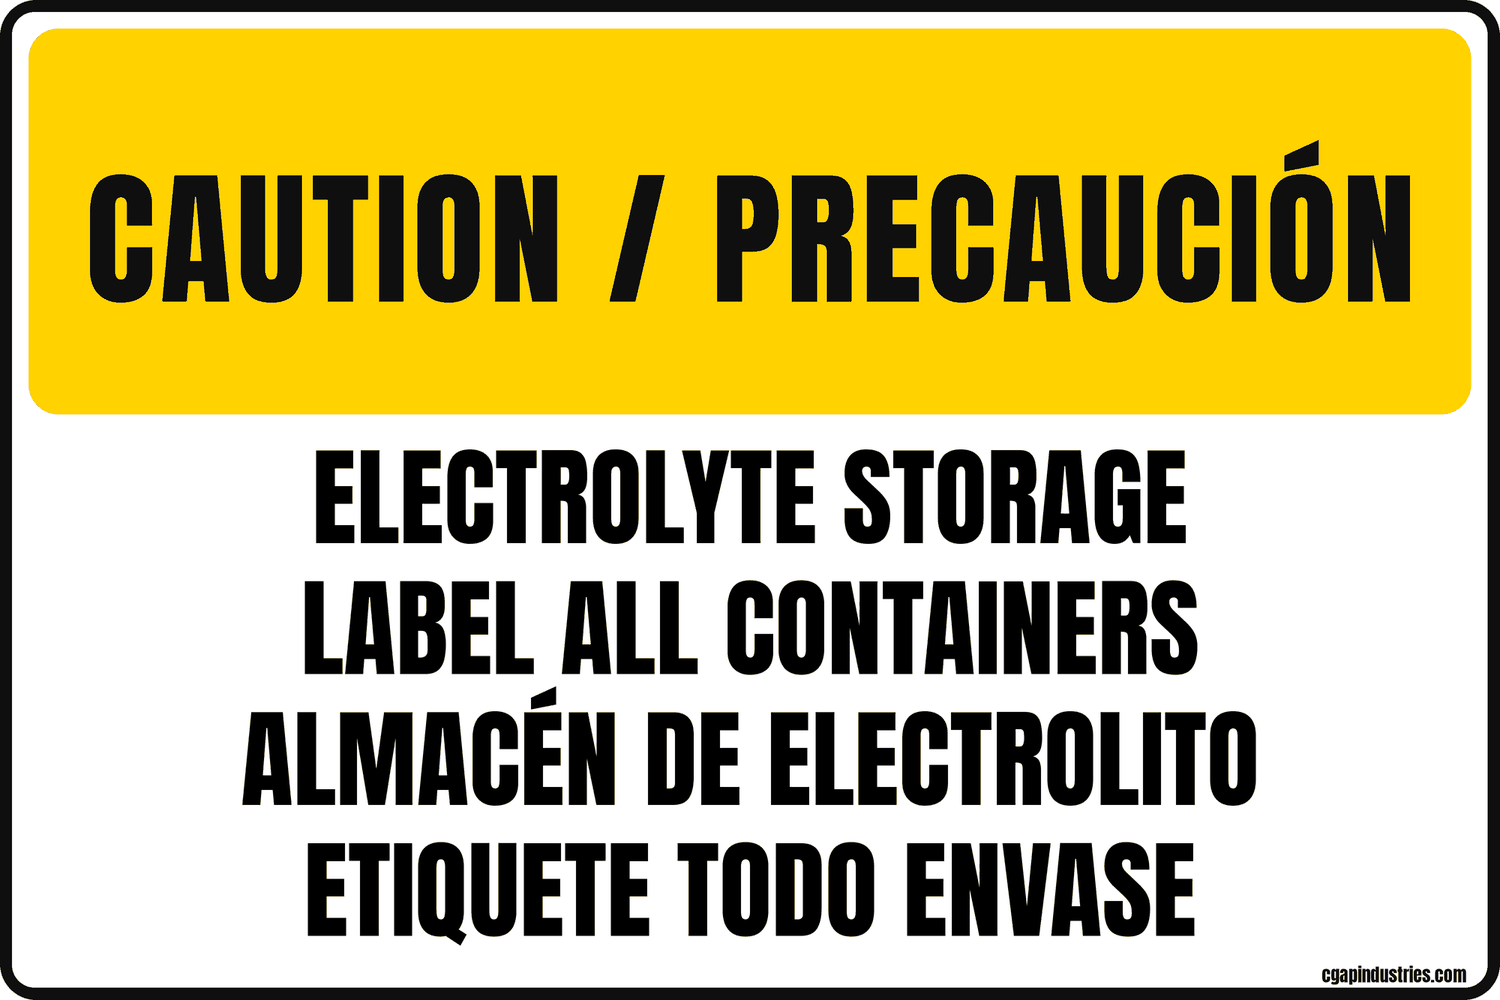 CAUTION / PRECAUCIÓN
ELECTROLYTE STORAGE
LABEL ALL CONTAINERS
ALMACÉN DE ELECTROLITO
ETIQUETE TODO ENVASE
cgapindustries.com